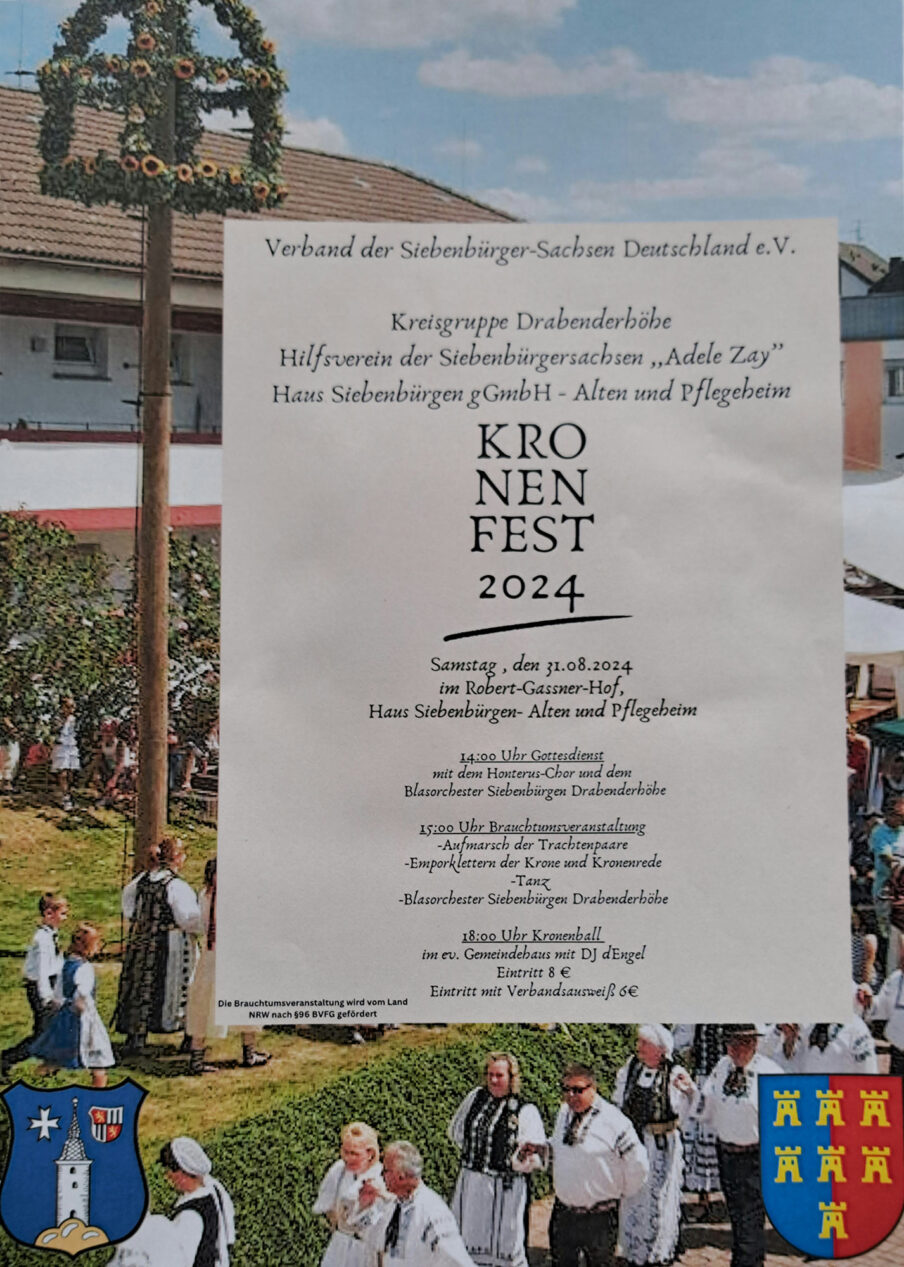 Verband der Siebenbürger-Sachsen Deutschland e.V.
Kreisgruppe Drabenderhöhe
Hilfsverein der Siebenbürgersachsen „Adele Zay”
Haus Siebenbürgen gGmbH - Alten und Pflegeheim
KRO
NEN
FEST
2024
Samstag , den 31.08.2024
im Robert-Gassner-Hof,
Haus Siebenbürgen- Alten und Pflegeheim
14:00 Uhr Gottesdienst
mit dem Honterus-Chor und dem
Blasorchester Siebenbürgen Drabenderhöhe
15:00 Uhr Brauchtumsveranstaltung
-Aufmarsch der Trachtenpaare
-Emporklettern der Krone und Kronenrede
-Tanz
-Blasorchester Siebenbürgen Drabenderhöhe
18:00 Uhr Kronenball
im ev. Gemeindehaus mit DJ dEngel
Eintritt 8 €
Eintritt mit Verbandsausweiß 6€
Die Brauchtumsveranstaltung wird vom Land
NRW nach §96 BVFG gefördert